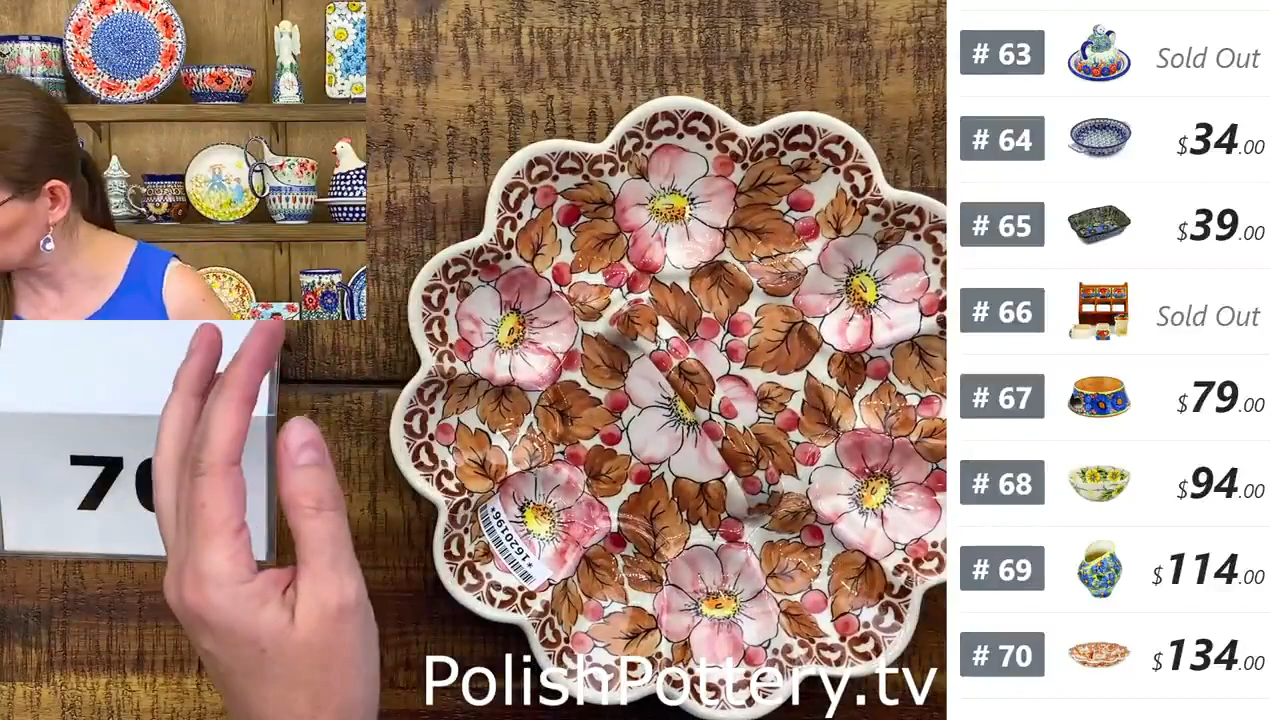 # 63 Sold Out
# 64 $34.00
# 65 $39.00
# 66 Sold Out
# 67 $79.00
# 68 $94.00
# 69 $114.00
# 70 $134.00
70
*1620196*
PolishPottery.tv